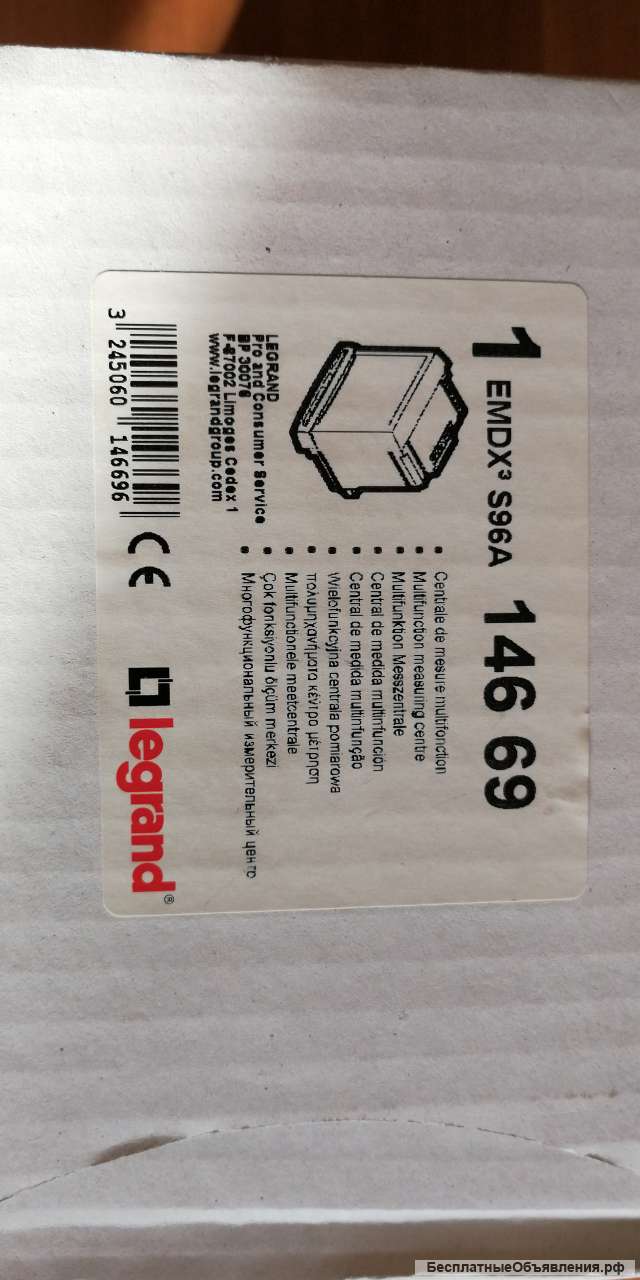 1 EMDX³ S96A 146 69
LEGRAND
Pro and Consumer Service
BP 30076
F-87002 Limoges Cedex 1
www.legrandgroup.com
▪ Centrale de mesure multifonction
▪ Multifunction measuring centre
▪ Multifunktion Messzentrale
▪ Central de medida multinfunción
▪ Central de medida multinfunção
▪ Wielofunkcyjna centrala pomiarowa
▪ πολυμηχανήματα κέντρο μέτρηση
▪ Multifunctionele meetcentrale
▪ Çok fonksiyonlu ölçüm merkezi
▪ Многофункциональный измерительный центр
3 245060 146696
CE
legrand®
БесплатныеОбъявления.рф